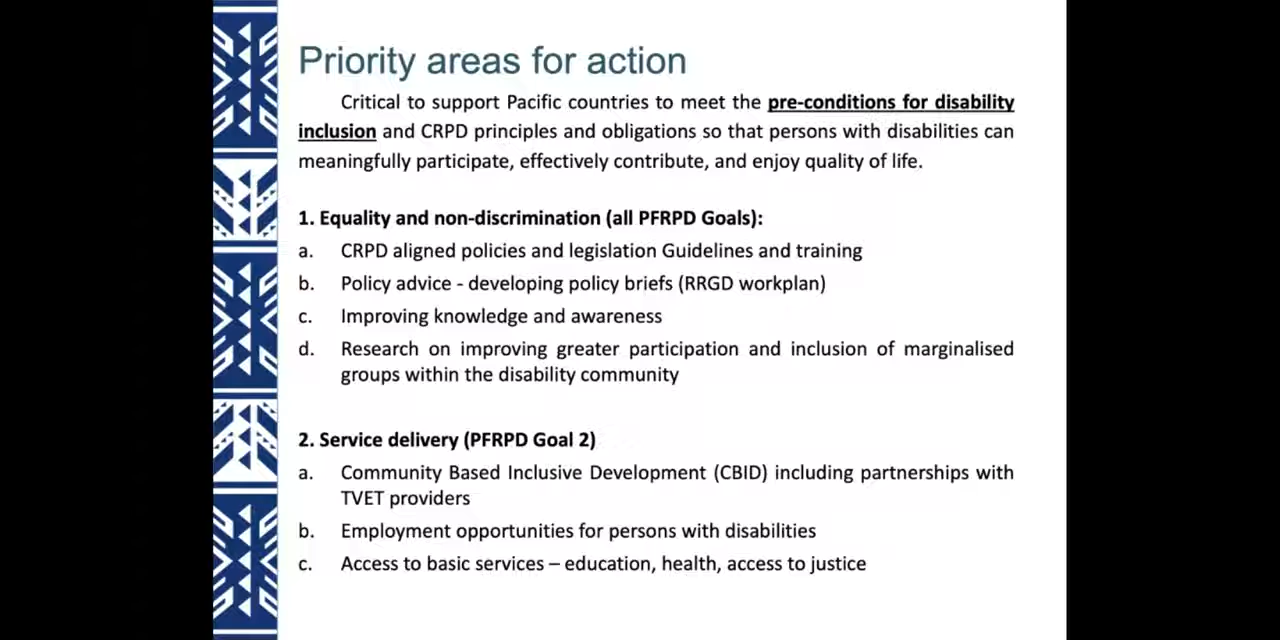 Priority areas for action
Critical to support Pacific countries to meet the pre-conditions for disability
inclusion and CRPD principles and obligations so that persons with disabilities can
meaningfully participate, effectively contribute, and enjoy quality of life.
1. Equality and non-discrimination (all PFRPD Goals):
a. CRPD aligned policies and legislation Guidelines and training
b. Policy advice - developing policy briefs (RRGD workplan)
c. Improving knowledge and awareness
d. Research on improving greater participation and inclusion of marginalised
groups within the disability community
2. Service delivery (PFRPD Goal 2)
a. Community Based Inclusive Development (CBID) including partnerships with
TVET providers
b. Employment opportunities for persons with disabilities
c. Access to basic services – education, health, access to justice